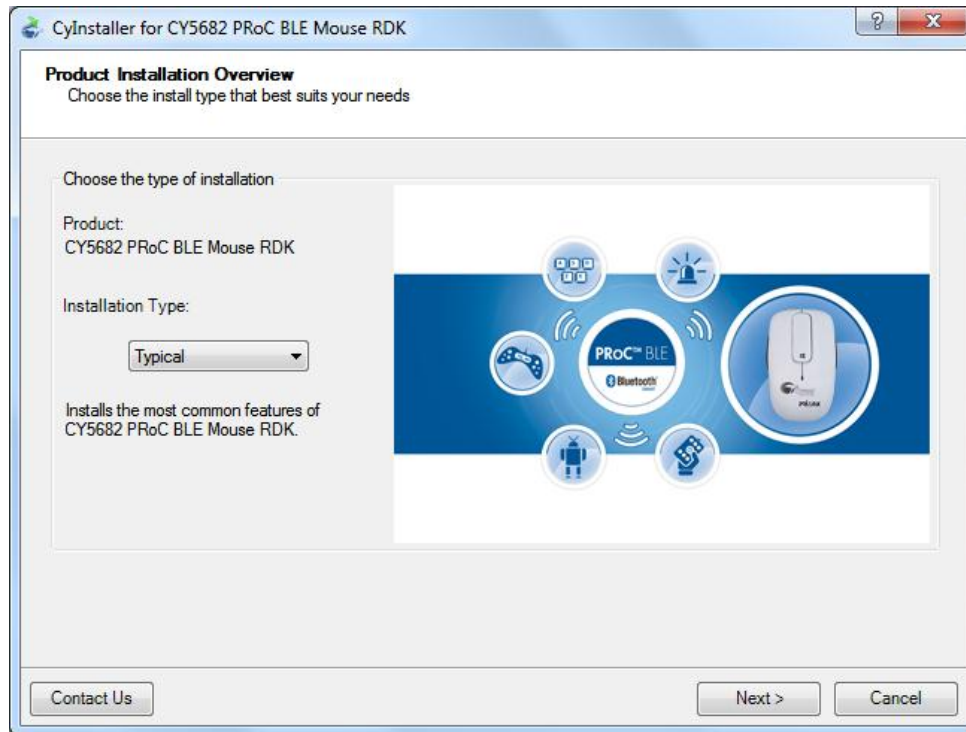 CyInstaller for CY5682 PRoC BLE Mouse RDK
Product Installation Overview
Choose the install type that best suits your needs
Choose the type of installation
Product:
CY5682 PRoC BLE Mouse RDK
Installation Type:
Typical
Installs the most common features of
CY5682 PRoC BLE Mouse RDK.
PRoC™ BLE
Bluetooth
Contact Us
Next >
Cancel